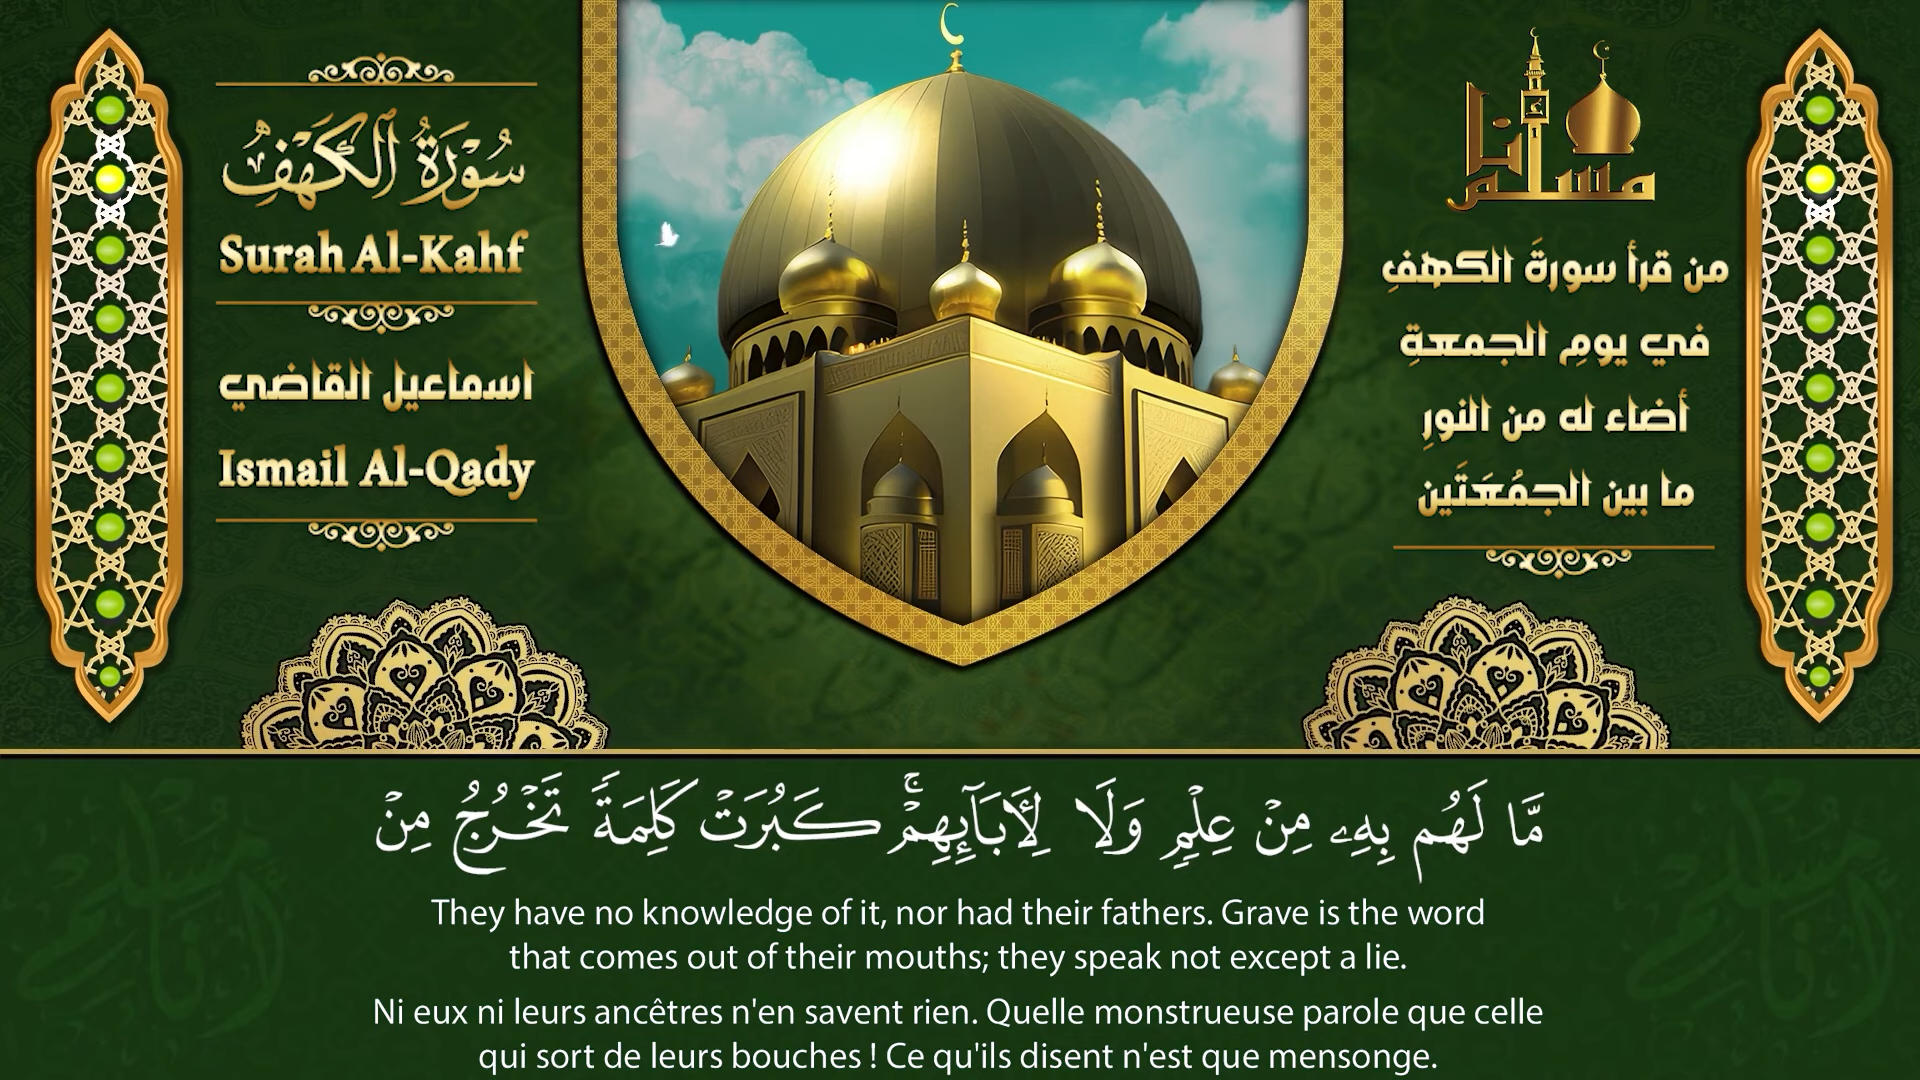 سُورَةُ ٱلْكَهْفِ
Surah Al-Kahf
اسماعيل القاضي
Ismail Al-Qady
أنا
مسلم
من قرأ سورةَ الكهفِ
في يومِ الجمعةِ
أضاء له من النورِ
ما بين الجمُعَتَين
مَّا لَهُم بِهِۦ مِنْ عِلْمٍ وَلَا لِأَبَآئِهِمْ ۚ كَبُرَتْ كَلِمَةً تَخْرُجُ مِنْ
They have no knowledge of it, nor had their fathers. Grave is the word
that comes out of their mouths; they speak not except a lie.
Ni eux ni leurs ancêtres n'en savent rien. Quelle monstrueuse parole que celle
qui sort de leurs bouches ! Ce qu'ils disent n'est que mensonge.